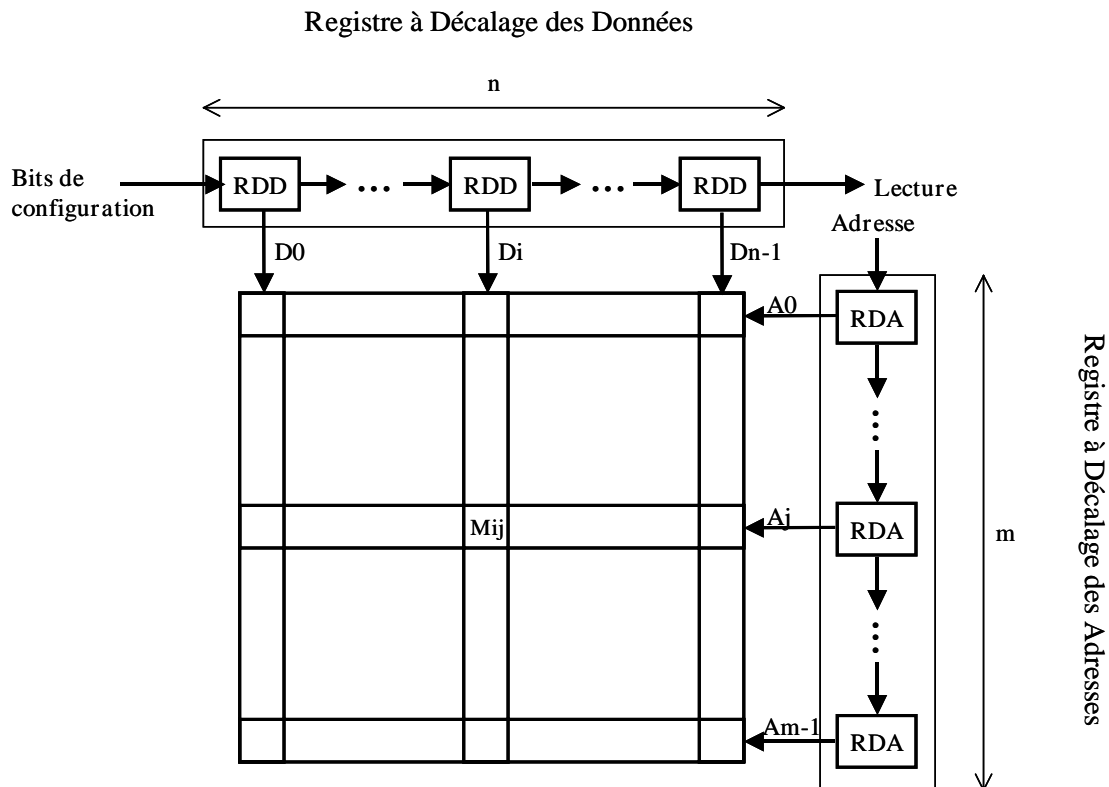 Registre à Décalage des Données
n
Bits de
configuration
RDD
...
RDD
...
RDD
Lecture
Adresse
D0
Di
Dn-1
A0
RDA
...
Aj
RDA
Mij
m
...
Am-1
RDA
Registre à Décalage des Adresses